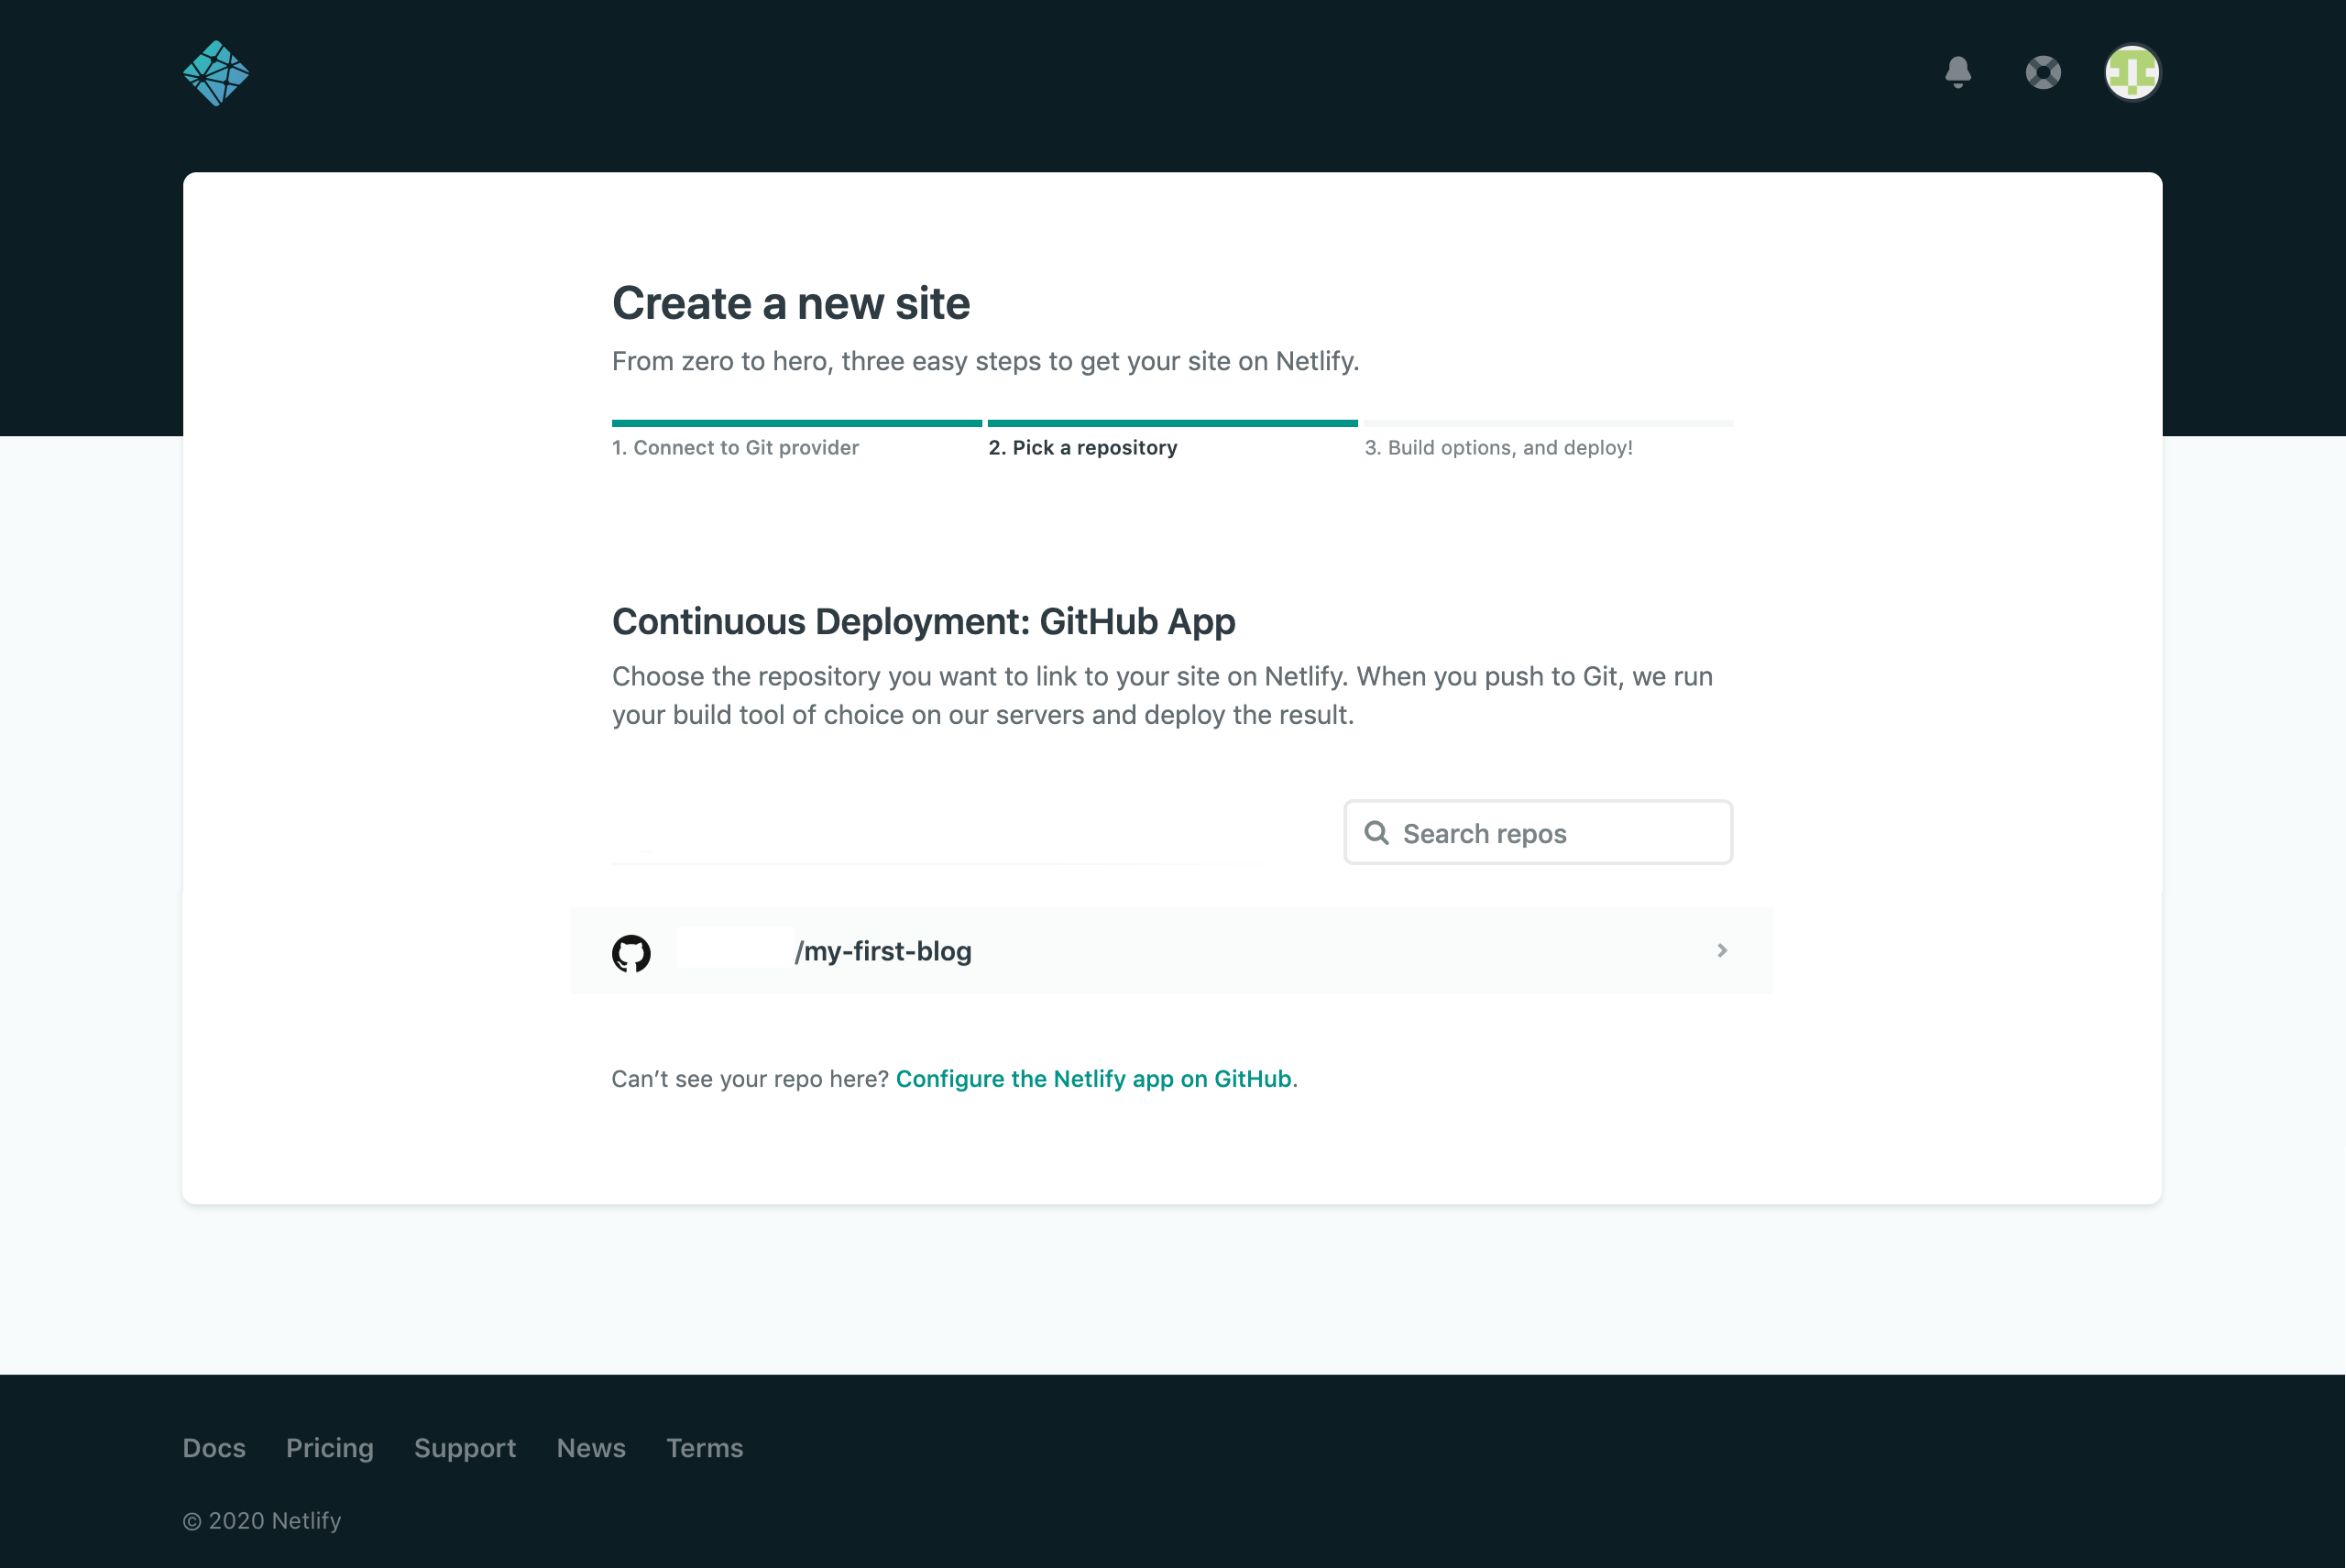 Create a new site
From zero to hero, three easy steps to get your site on Netlify.
1. Connect to Git provider
2. Pick a repository
3. Build options, and deploy!
Continuous Deployment: GitHub App
Choose the repository you want to link to your site on Netlify. When you push to Git, we run
your build tool of choice on our servers and deploy the result.
Search repos
/my-first-blog
Can’t see your repo here? Configure the Netlify app on GitHub.
Docs Pricing Support News Terms
© 2020 Netlify